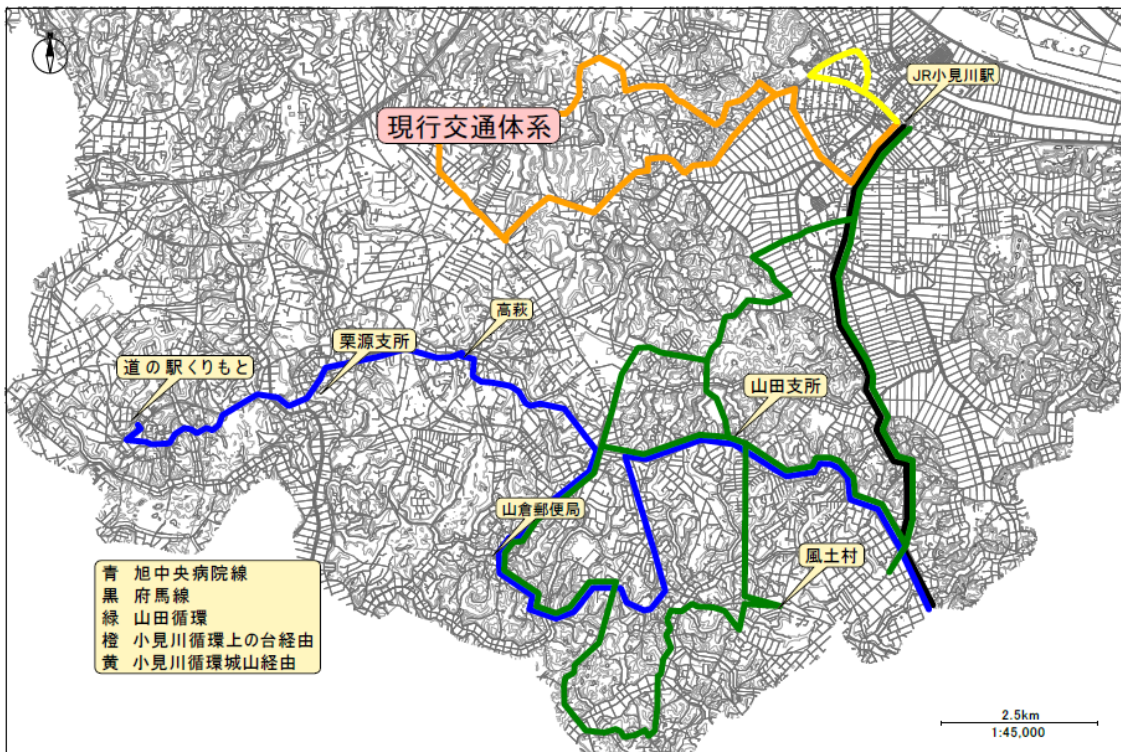 JR小見川駅
現行交通体系
高萩
栗源支所
道の駅くりもと
山田支所
山倉郵便局
風土村
青 旭中央病院線
黒 府馬線
緑 山田循環
橙 小見川循環上の台経由
黄 小見川循環城山経由
2.5km
1:45,000